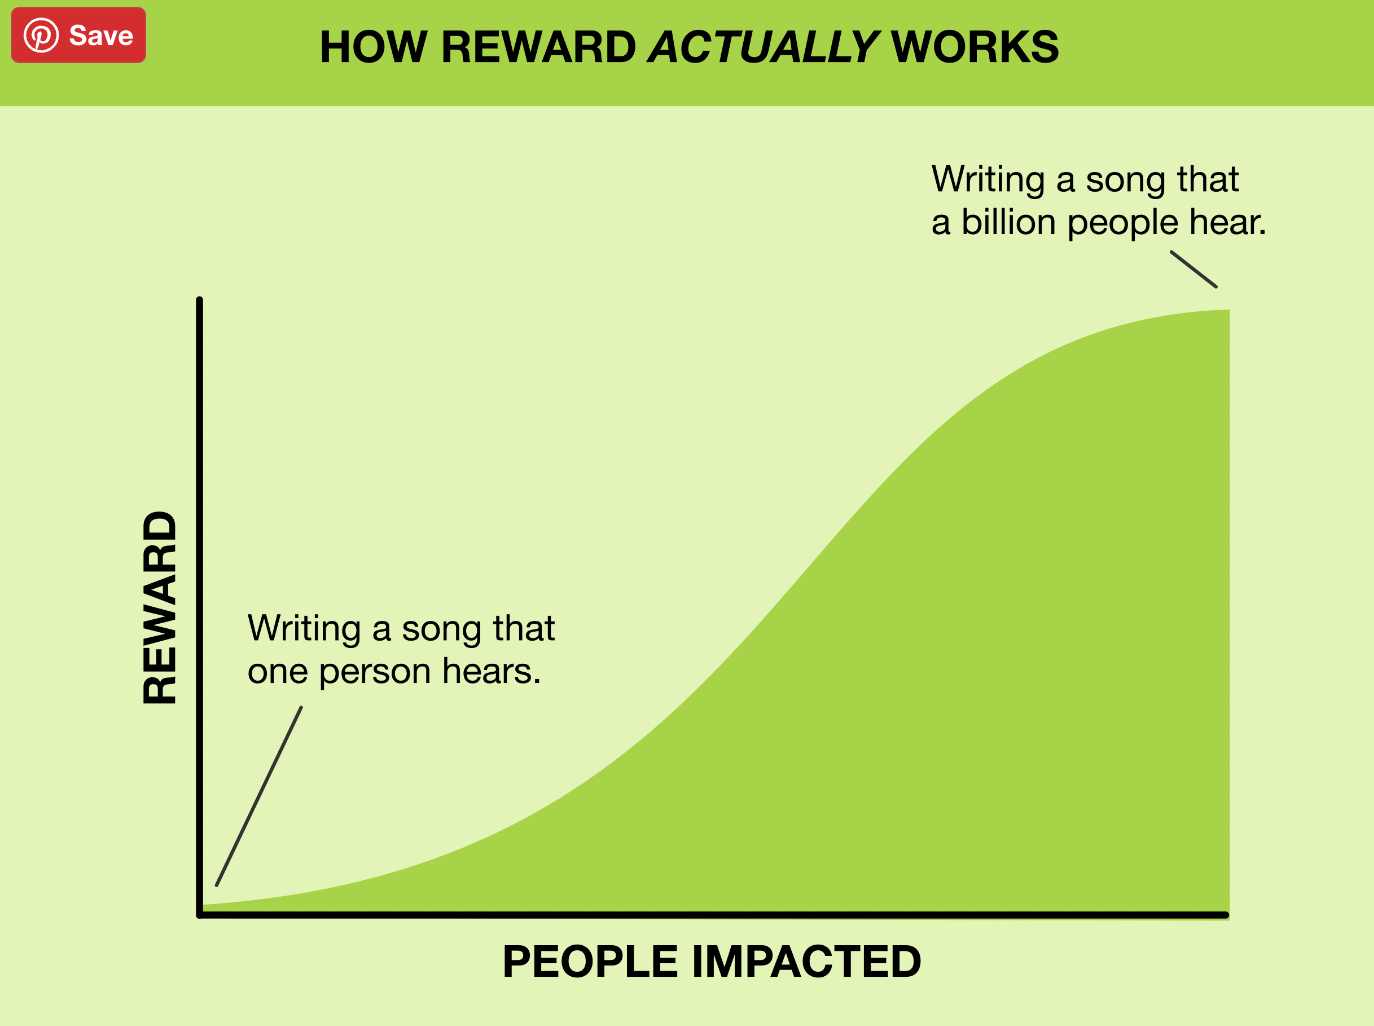 Save
HOW REWARD ACTUALLY WORKS
Writing a song that
a billion people hear.
Writing a song that
one person hears.
REWARD
PEOPLE IMPACTED